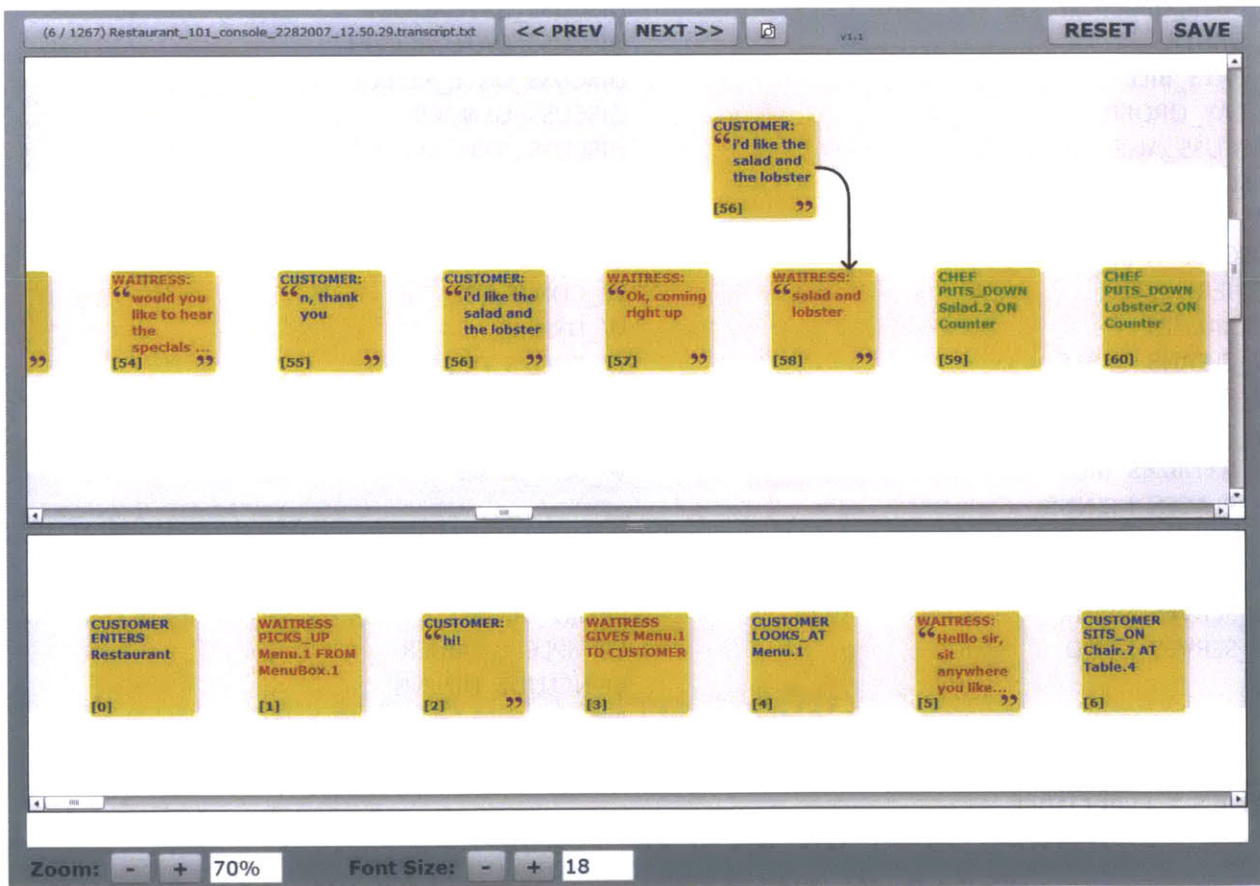 (6 / 1267) Restaurant_101_console_2282007_12.50.29.transcript.txt << PREV NEXT >> v1.1 RESET SAVE
CUSTOMER:
“i'd like the
salad and
the lobster
[56] ”
”
WAITRESS:
“would you
like to hear
the
specials ...
[54] ”
CUSTOMER:
“n, thank
you
[55] ”
CUSTOMER:
“i'd like the
salad and
the lobster
[56] ”
WAITRESS:
“Ok, coming
right up
[57] ”
WAITRESS:
“salad and
lobster
[58] ”
CHEF
PUTS_DOWN
Salad.2 ON
Counter
[59]
CHEF
PUTS_DOWN
Lobster.2 ON
Counter
[60]
CUSTOMER
ENTERS
Restaurant
[0]
WAITRESS
PICKS_UP
Menu.1 FROM
MenuBox.1
[1]
CUSTOMER:
“hi!
[2] ”
WAITRESS
GIVES Menu.1
TO CUSTOMER
[3]
CUSTOMER
LOOKS_AT
Menu.1
[4]
WAITRESS:
“Helllo sir,
sit
anywhere
you like...
[5] ”
CUSTOMER
SITS_ON
Chair.7 AT
Table.4
[6]
Zoom: - + 70% Font Size: - + 18